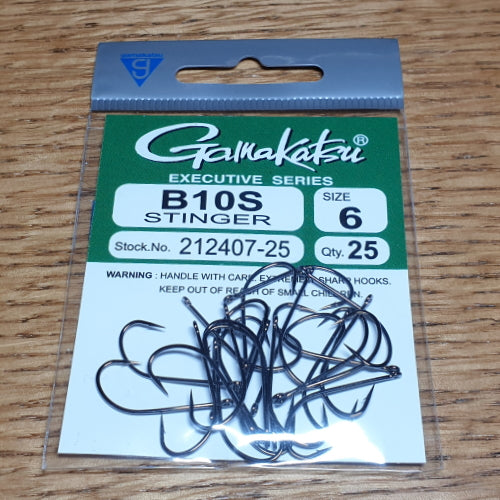 gamakatsu
Gamakatsu®
EXECUTIVE SERIES
B10S
STINGER
SIZE
6
Stock.No. 212407-25
Qty. 25
WARNING : HANDLE WITH CARE. EXTREMELY SHARP HOOKS.
KEEP OUT OF REACH OF SMALL CHILDREN.